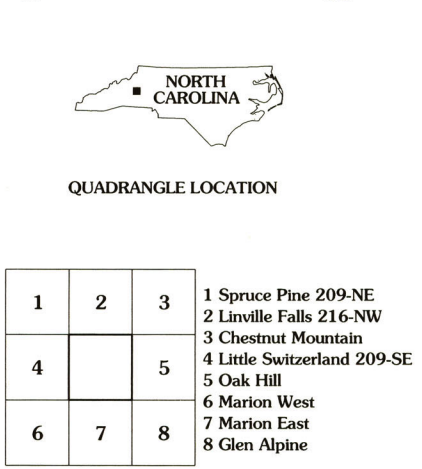 NORTH
CAROLINA
QUADRANGLE LOCATION
1 2 3
4 5
6 7 8
1 Spruce Pine 209-NE
2 Linville Falls 216-NW
3 Chestnut Mountain
4 Little Switzerland 209-SE
5 Oak Hill
6 Marion West
7 Marion East
8 Glen Alpine